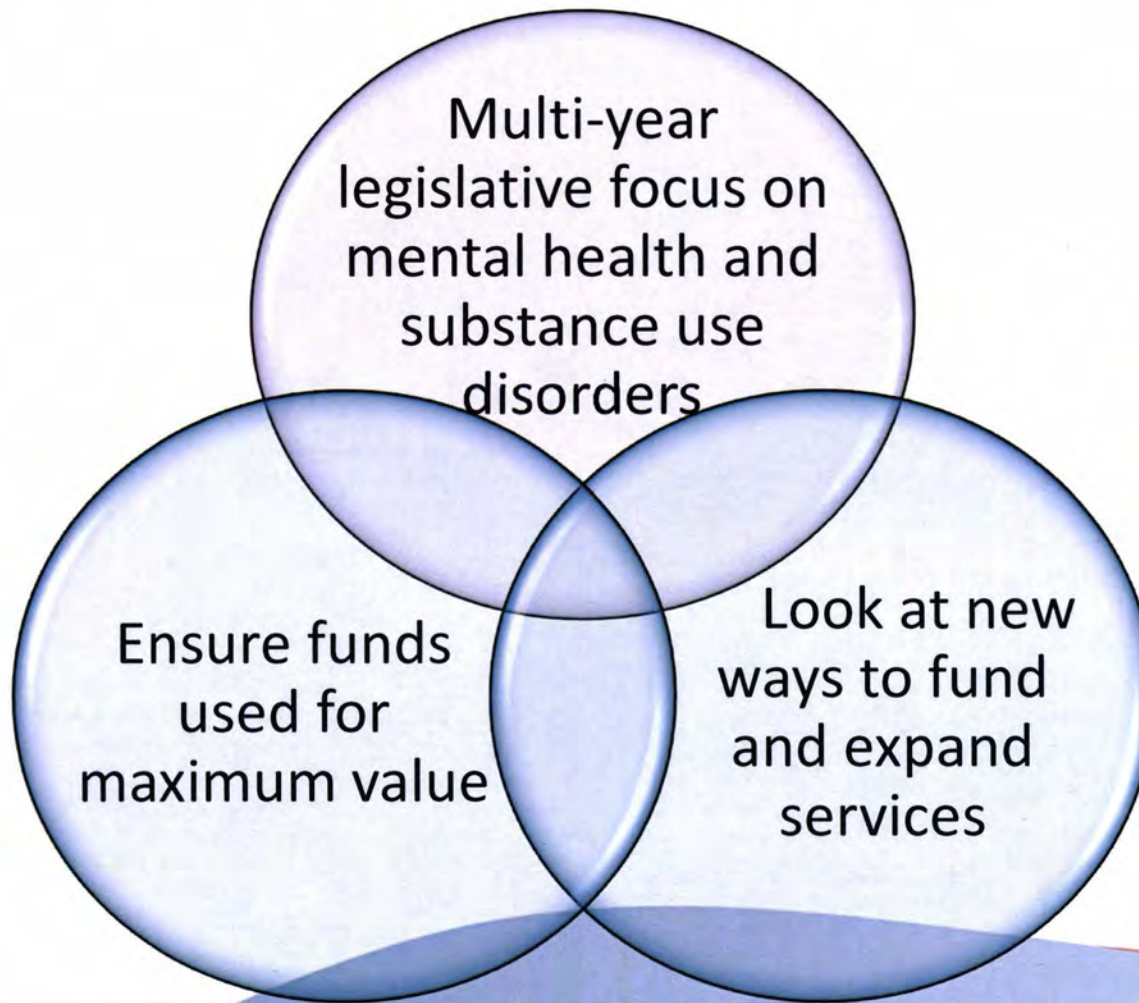 Multi-year
legislative focus on
mental health and
substance use
disorders
Ensure funds
used for
maximum value
Look at new
ways to fund
and expand
services